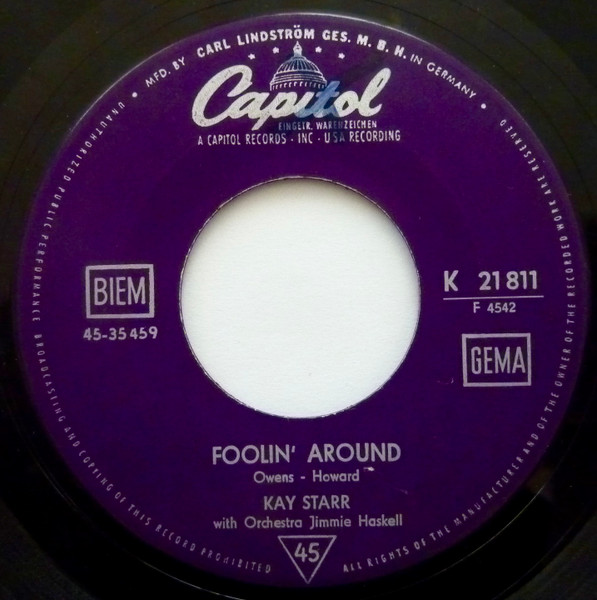 MFD. BY CARL LINDSTRÖM GES. M. B. H. IN GERMANY
Capitol
EINGETR. WARENZEICHEN
A CAPITOL RECORDS - INC - USA RECORDING
BIEM
45-35 459
K 21 811
F 4542
GEMA
FOOLIN' AROUND
Owens - Howard
KAY STARR
with Orchestra Jimmie Haskell
45
UNAUTHORIZED PUBLIC PERFORMANCE BROADCASTING AND COPYING OF THIS RECORD PROHIBITED
ALL RIGHTS OF THE MANUFACTURER AND OF THE OWNER OF THE RECORDED WORK ARE RESERVED